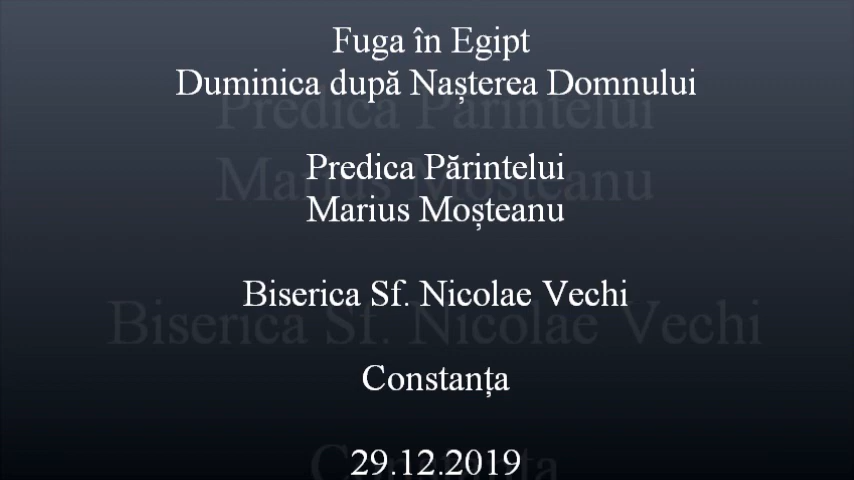 Fuga în Egipt
Duminica după Nașterea Domnului
Predica Părintelui
Marius Moșteanu
Biserica Sf. Nicolae Vechi
Constanța
29.12.2019